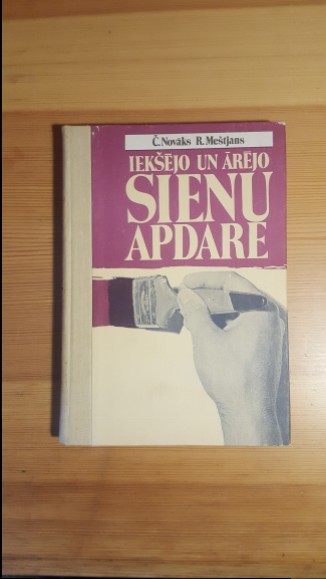 Č.Novāks R.Meštjans
IEKŠĒJO UN ĀRĒJO
SIENU
APDARE